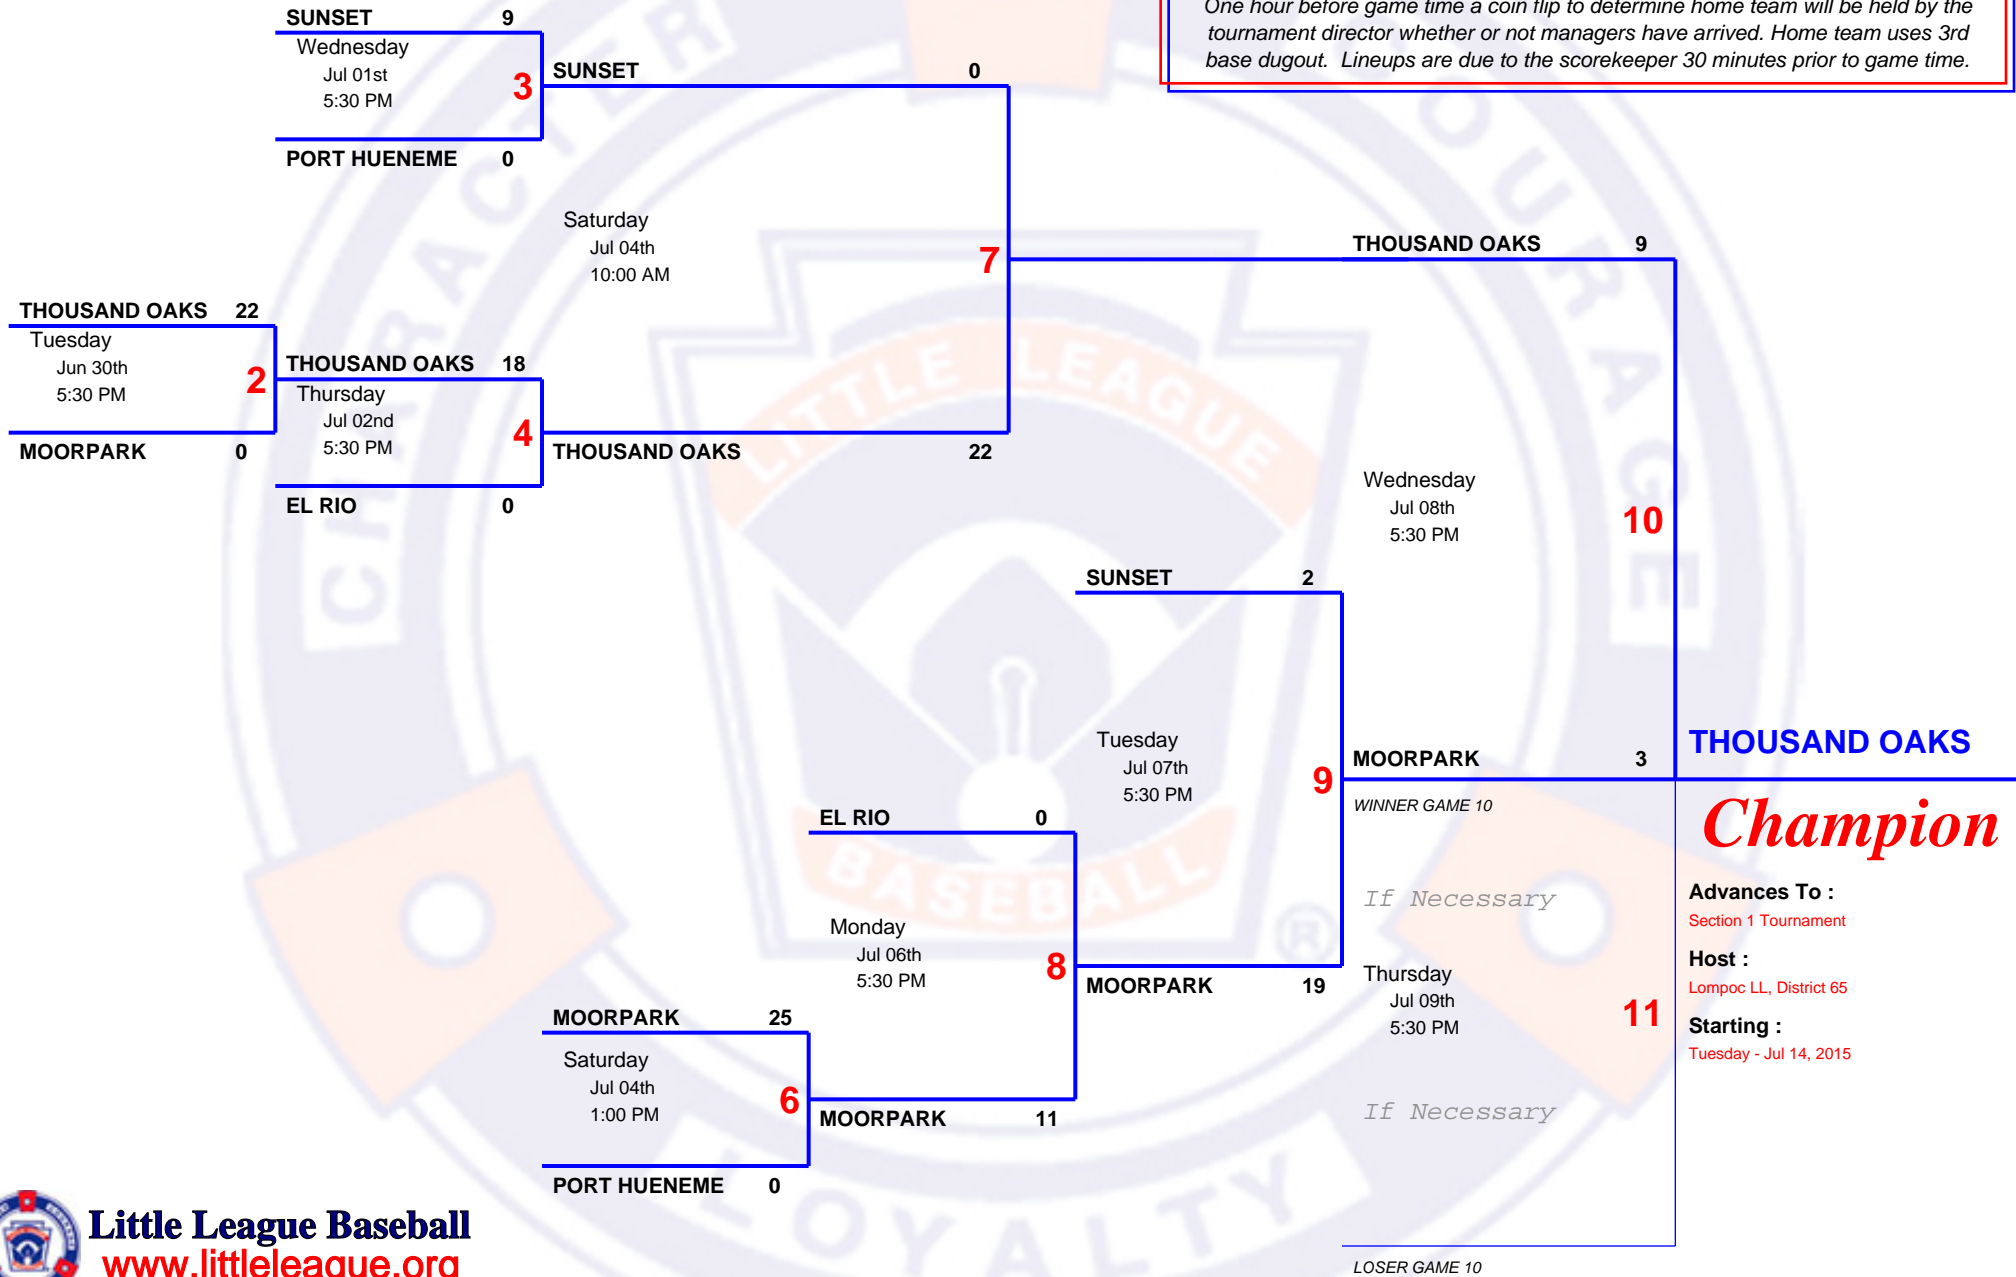 One hour before game time a coin flip to determine home team will be held by the
tournament director whether or not managers have arrived. Home team uses 3rd
base dugout. Lineups are due to the scorekeeper 30 minutes prior to game time.
SUNSET 9
Wednesday
Jul 01st
5:30 PM
3
PORT HUENEME 0
SUNSET 0
Saturday
Jul 04th
10:00 AM
7
THOUSAND OAKS 9
THOUSAND OAKS 22
Tuesday
Jun 30th
5:30 PM
2
MOORPARK 0
THOUSAND OAKS 18
Thursday
Jul 02nd
5:30 PM
4
EL RIO 0
THOUSAND OAKS 22
Wednesday
Jul 08th
5:30 PM
10
SUNSET 2
Tuesday
Jul 07th
5:30 PM
9
MOORPARK 3
WINNER GAME 10
THOUSAND OAKS
Champion
EL RIO 0
Monday
Jul 06th
5:30 PM
8
MOORPARK 19
If Necessary
Thursday
Jul 09th
5:30 PM
11
If Necessary
LOSER GAME 10
Advances To :
Section 1 Tournament
Host :
Lompoc LL, District 65
Starting :
Tuesday - Jul 14, 2015
MOORPARK 25
Saturday
Jul 04th
1:00 PM
6
MOORPARK 11
PORT HUENEME 0
Little League Baseball
www.littleleague.org
CHARACTER
COURAGE
LOYALTY
LITTLE LEAGUE
BASEBALL
®